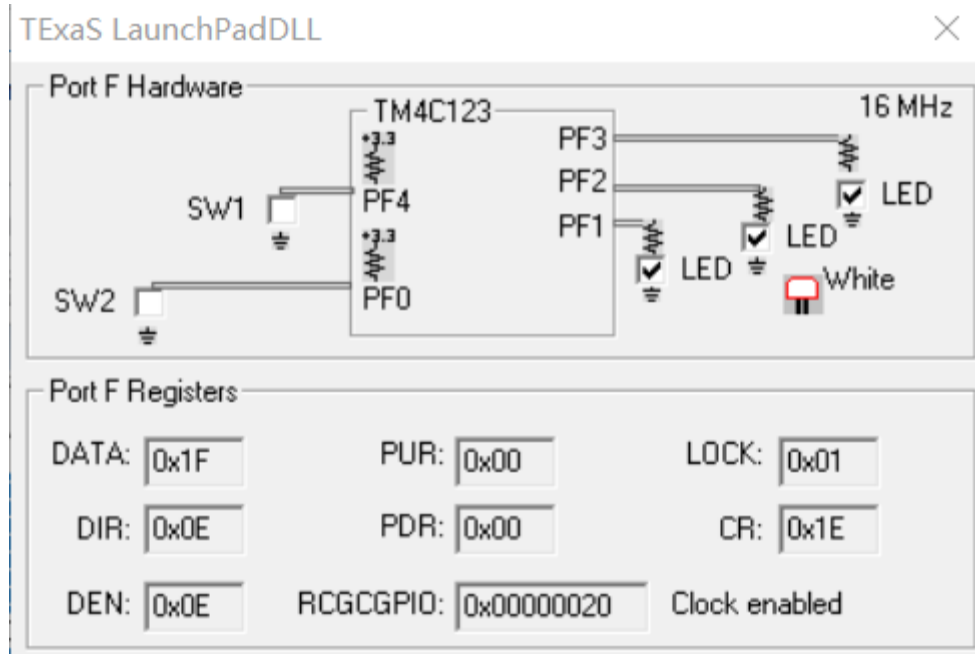 TExaS LaunchPadDLL
Port F Hardware
TM4C123
16 MHz
+3.3
PF3
SW1
PF4
PF2
LED
PF1
LED
+3.3
LED
White
SW2
PF0
Port F Registers
DATA: 0x1F PUR: 0x00 LOCK: 0x01
DIR: 0x0E PDR: 0x00 CR: 0x1E
DEN: 0x0E RCGCGPIO: 0x00000020 Clock enabled